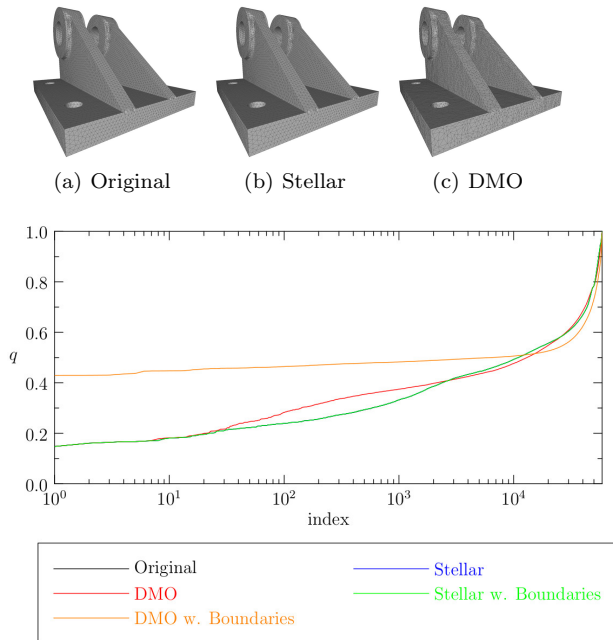 (a) Original
(b) Stellar
(c) DMO
1.0
0.8
0.6
q
0.4
0.2
0.0
10^0
10^1
10^2
10^3
10^4
index
Original
Stellar
DMO
Stellar w. Boundaries
DMO w. Boundaries